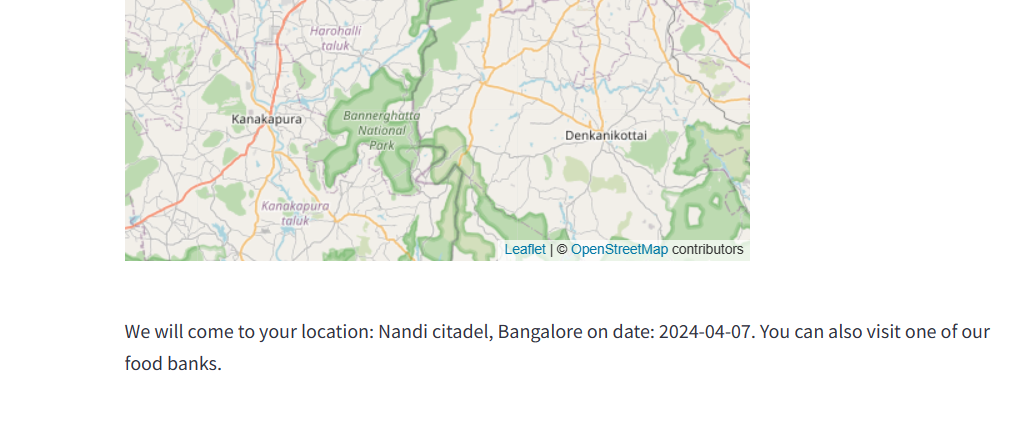 Harohalli
taluk
Kanakapura
Bannerghatta
National
Park
Denkanikottai
Kanakapura
taluk
Leaflet | © OpenStreetMap contributors
We will come to your location: Nandi citadel, Bangalore on date: 2024-04-07. You can also visit one of our
food banks.